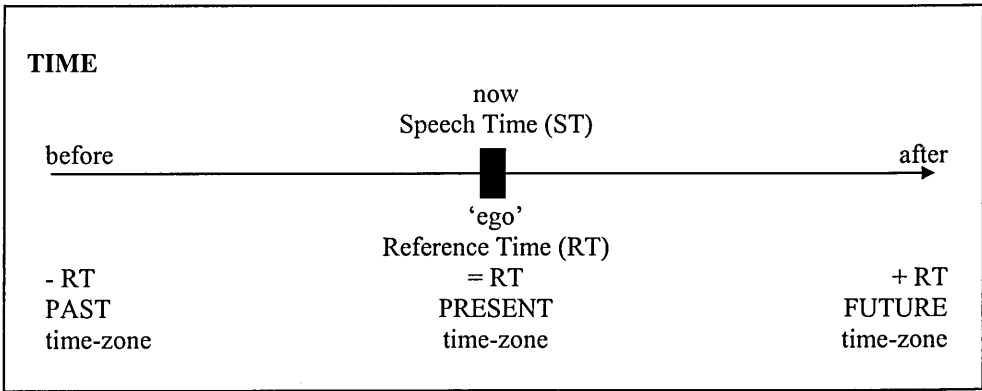 TIME
now
Speech Time (ST)
before
after
‘ego’
Reference Time (RT)
- RT
= RT
+ RT
PAST
PRESENT
FUTURE
time-zone
time-zone
time-zone